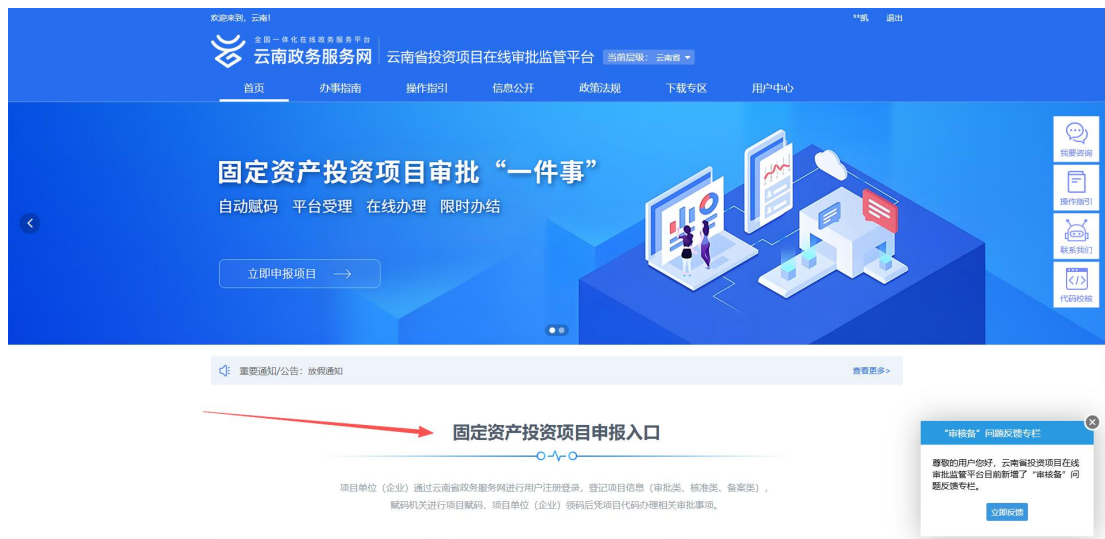 欢迎来到，云南！
**凯 退出
全国一体化在线政务服务平台
云南政务服务网
云南省投资项目在线审批监管平台
当前层级：云南省
首页 办事指南 操作指引 信息公开 政策法规 下载专区 用户中心
固定资产投资项目审批“一件事”
自动赋码 平台受理 在线办理 限时办结
立即申报项目
我要咨询
操作指引
联系我们
代码校核
重要通知/公告：放假通知
查看更多>
固定资产投资项目申报入口
项目单位（企业）通过云南省政务服务网进行用户注册登录，登记项目信息（审批类、核准类、备案类），
赋码机关进行项目赋码，项目单位（企业）领码后凭项目代码办理相关审批事项。
“审核备”问题反馈专栏
尊敬的用户您好，云南省投资项目在线
审批监管平台目前新增了“审核备”问
题反馈专栏。
立即反馈